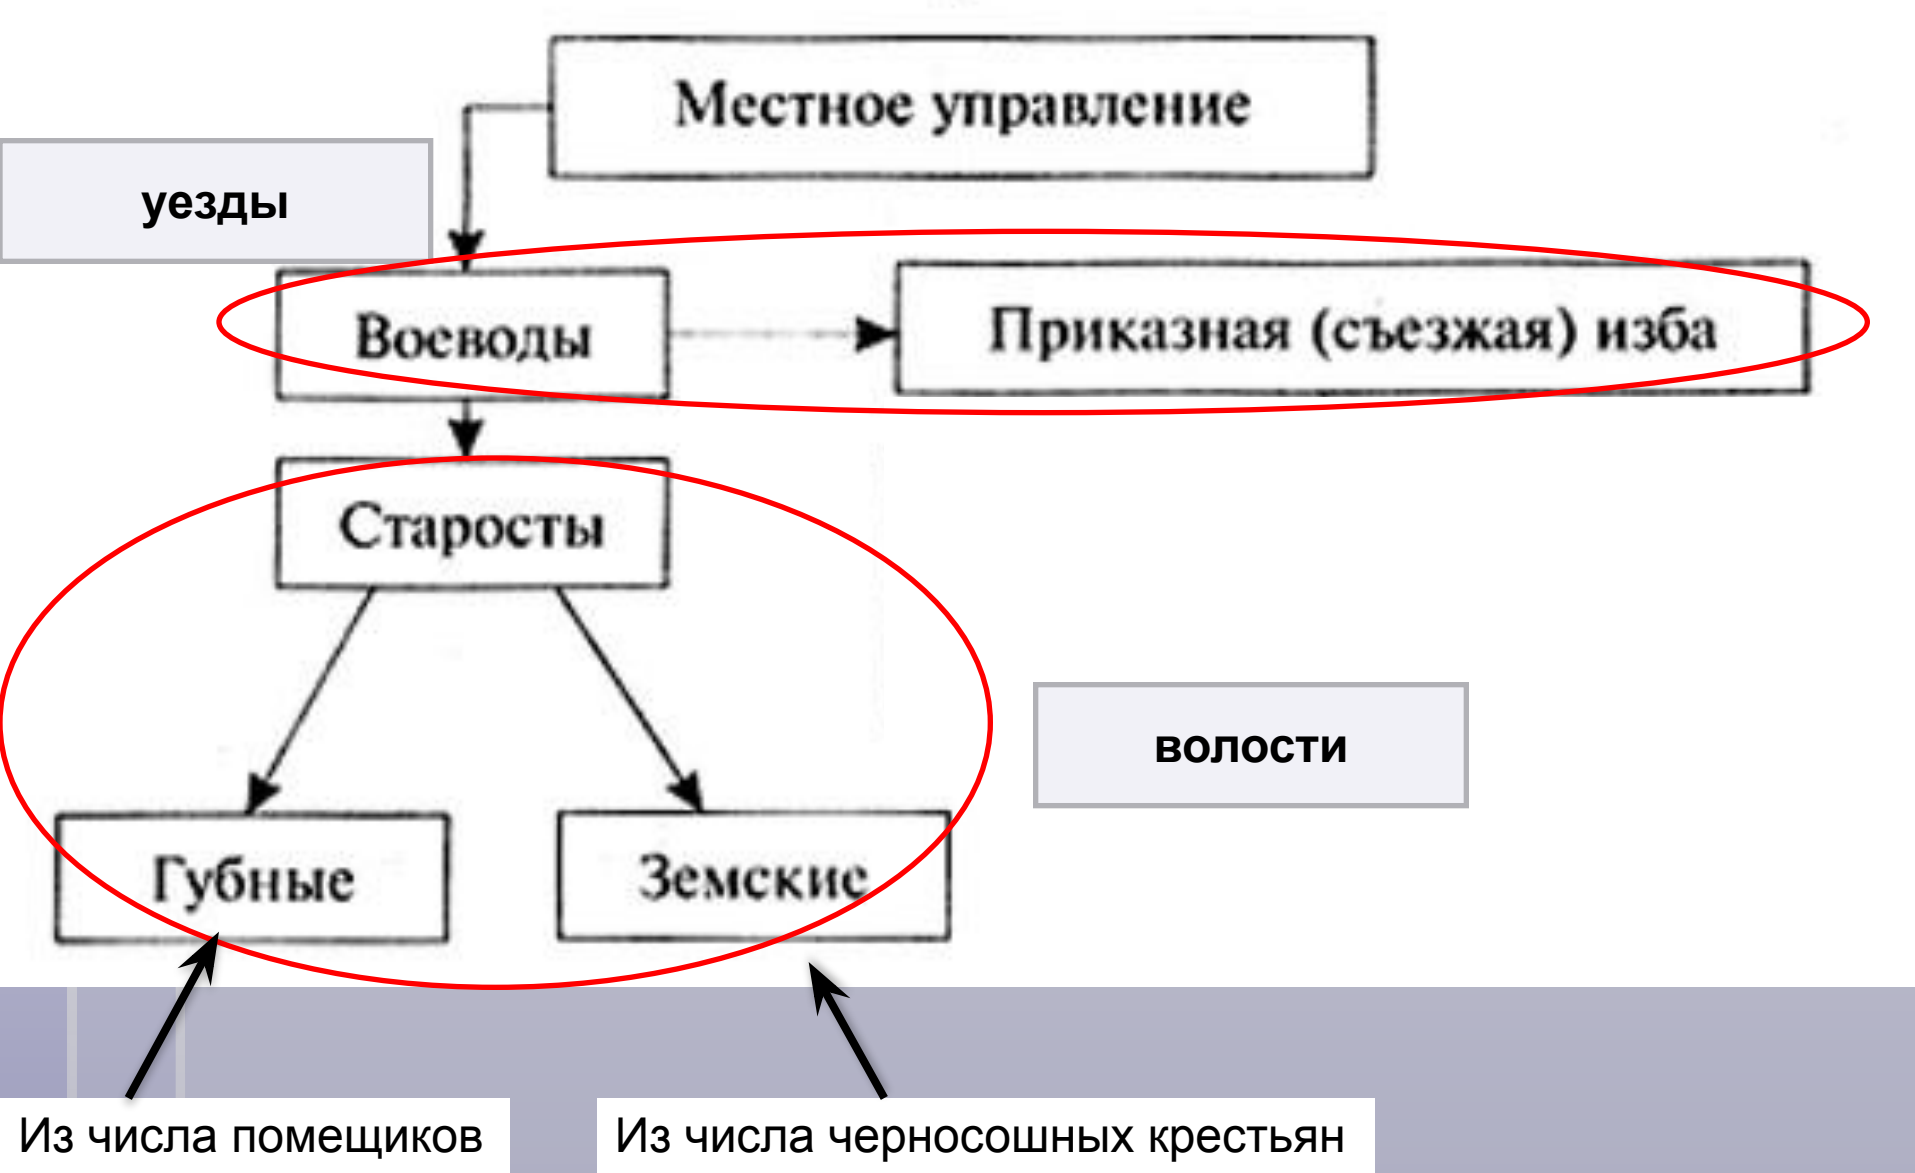 Местное управление
уезды
Воеводы
Приказная (съезжая) изба
Старосты
волости
Губные
Земские
Из числа помещиков
Из числа черносошных крестьян